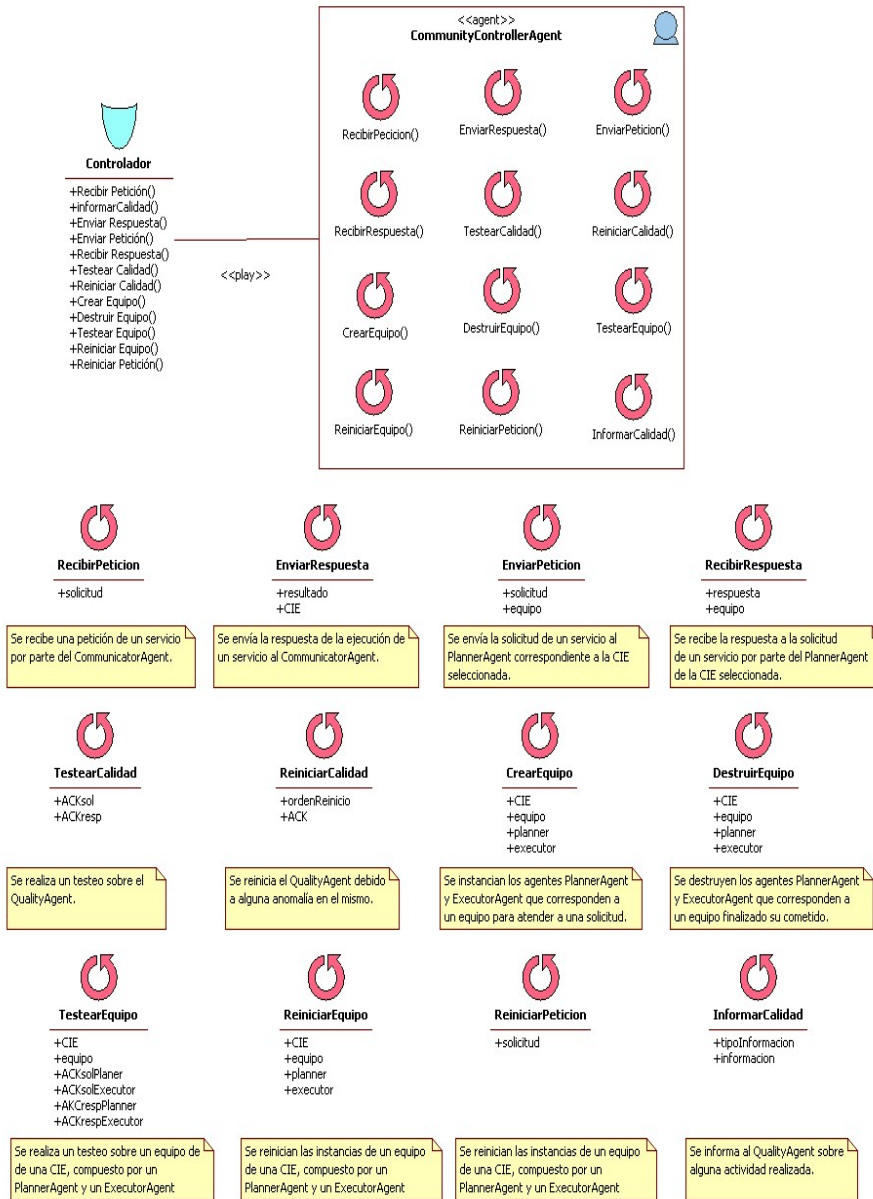 <<agent>>
CommunityControllerAgent
RecibirPecicion()
EnviarRespuesta()
EnviarPeticion()
RecibirRespuesta()
TestearCalidad()
ReiniciarCalidad()
CrearEquipo()
DestruirEquipo()
TestearEquipo()
ReiniciarEquipo()
ReiniciarPeticion()
InformarCalidad()
Controlador
+Recibir Petición()
+informarCalidad()
+Enviar Respuesta()
+Enviar Petición()
+Recibir Respuesta()
+Testear Calidad()
+Reiniciar Calidad()
+Crear Equipo()
+Destruir Equipo()
+Testear Equipo()
+Reiniciar Equipo()
+Reiniciar Petición()
<<play>>
RecibirPeticion
+solicitud
Se recibe una petición de un servicio
por parte del CommunicatorAgent.
EnviarRespuesta
+resultado
+CIE
Se envía la respuesta de la ejecución de
un servicio al CommunicatorAgent.
EnviarPeticion
+solicitud
+equipo
Se envía la solicitud de un servicio al
PlannerAgent correspondiente a la CIE
seleccionada.
RecibirRespuesta
+respuesta
+equipo
Se recibe la respuesta a la solicitud
de un servicio por parte del PlannerAgent
de la CIE seleccionada.
TestearCalidad
+ACKsol
+ACKresp
Se realiza un testeo sobre el
QualityAgent.
ReiniciarCalidad
+ordenReinicio
+ACK
Se reinicia el QualityAgent debido
a alguna anomalía en el mismo.
CrearEquipo
+CIE
+equipo
+planner
+executor
Se instancian los agentes PlannerAgent
y ExecutorAgent que corresponden a
un equipo para atender a una solicitud.
DestruirEquipo
+CIE
+equipo
+planner
+executor
Se destruyen los agentes PlannerAgent
y ExecutorAgent que corresponden a
un equipo finalizado su cometido.
TestearEquipo
+CIE
+equipo
+ACKsolPlaner
+ACKsolExecutor
+AKCrespPlanner
+ACKrespExecutor
Se realiza un testeo sobre un equipo de
de una CIE, compuesto por un
PlannerAgent y un ExecutorAgent
ReiniciarEquipo
+CIE
+equipo
+planner
+executor
Se reinician las instancias de un equipo
de una CIE, compuesto por un
PlannerAgent y un ExecutorAgent
ReiniciarPeticion
+solicitud
Se reinician las instancias de un equipo
de una CIE, compuesto por un
PlannerAgent y un ExecutorAgent
InformarCalidad
+tipoInformacion
+informacion
Se informa al QualityAgent sobre
alguna actividad realizada.